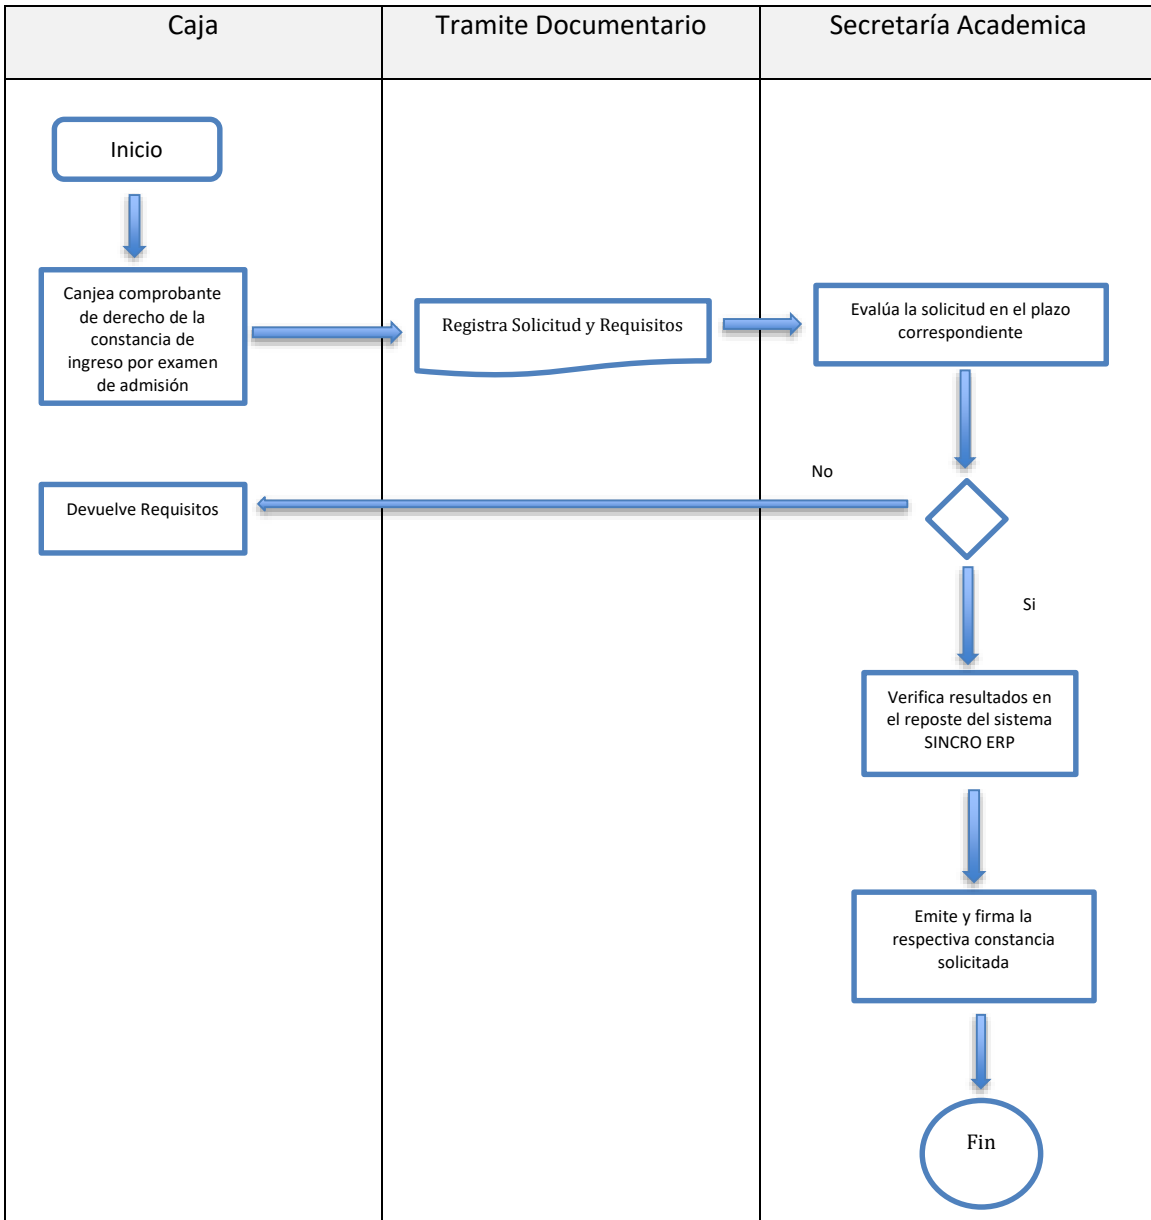 Caja
Tramite Documentario
Secretaría Academica
Inicio
Canjea comprobante
de derecho de la
constancia de
ingreso por examen
de admisión
Registra Solicitud y Requisitos
Evalúa la solicitud en el plazo
correspondiente
No
Devuelve Requisitos
Si
Verifica resultados en
el reposte del sistema
SINCRO ERP
Emite y firma la
respectiva constancia
solicitada
Fin